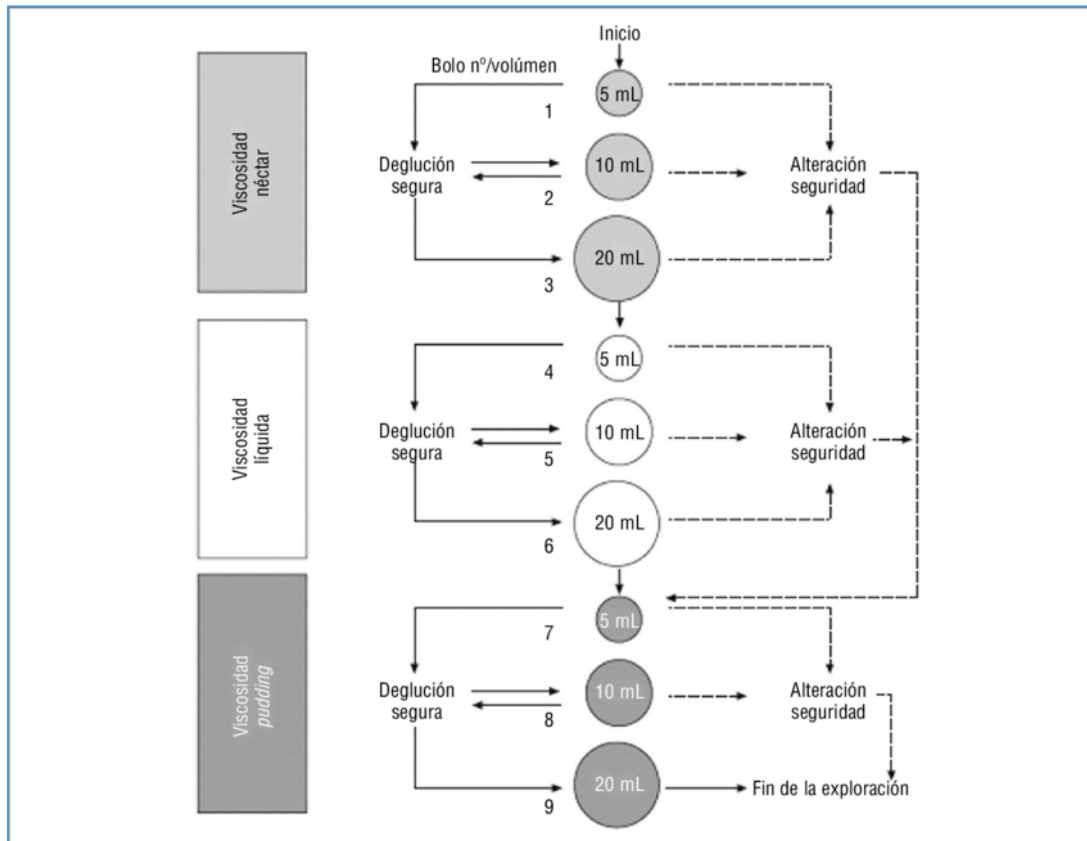 Inicio
Bolo nº/volúmen
Viscosidad
néctar
1
5 mL
Deglución
segura
10 mL
Alteración
seguridad
2
20 mL
3
Viscosidad
líquida
4
5 mL
Deglución
segura
10 mL
Alteración
seguridad
5
20 mL
6
Viscosidad
pudding
7
5 mL
Deglución
segura
10 mL
Alteración
seguridad
8
20 mL
Fin de la exploración
9